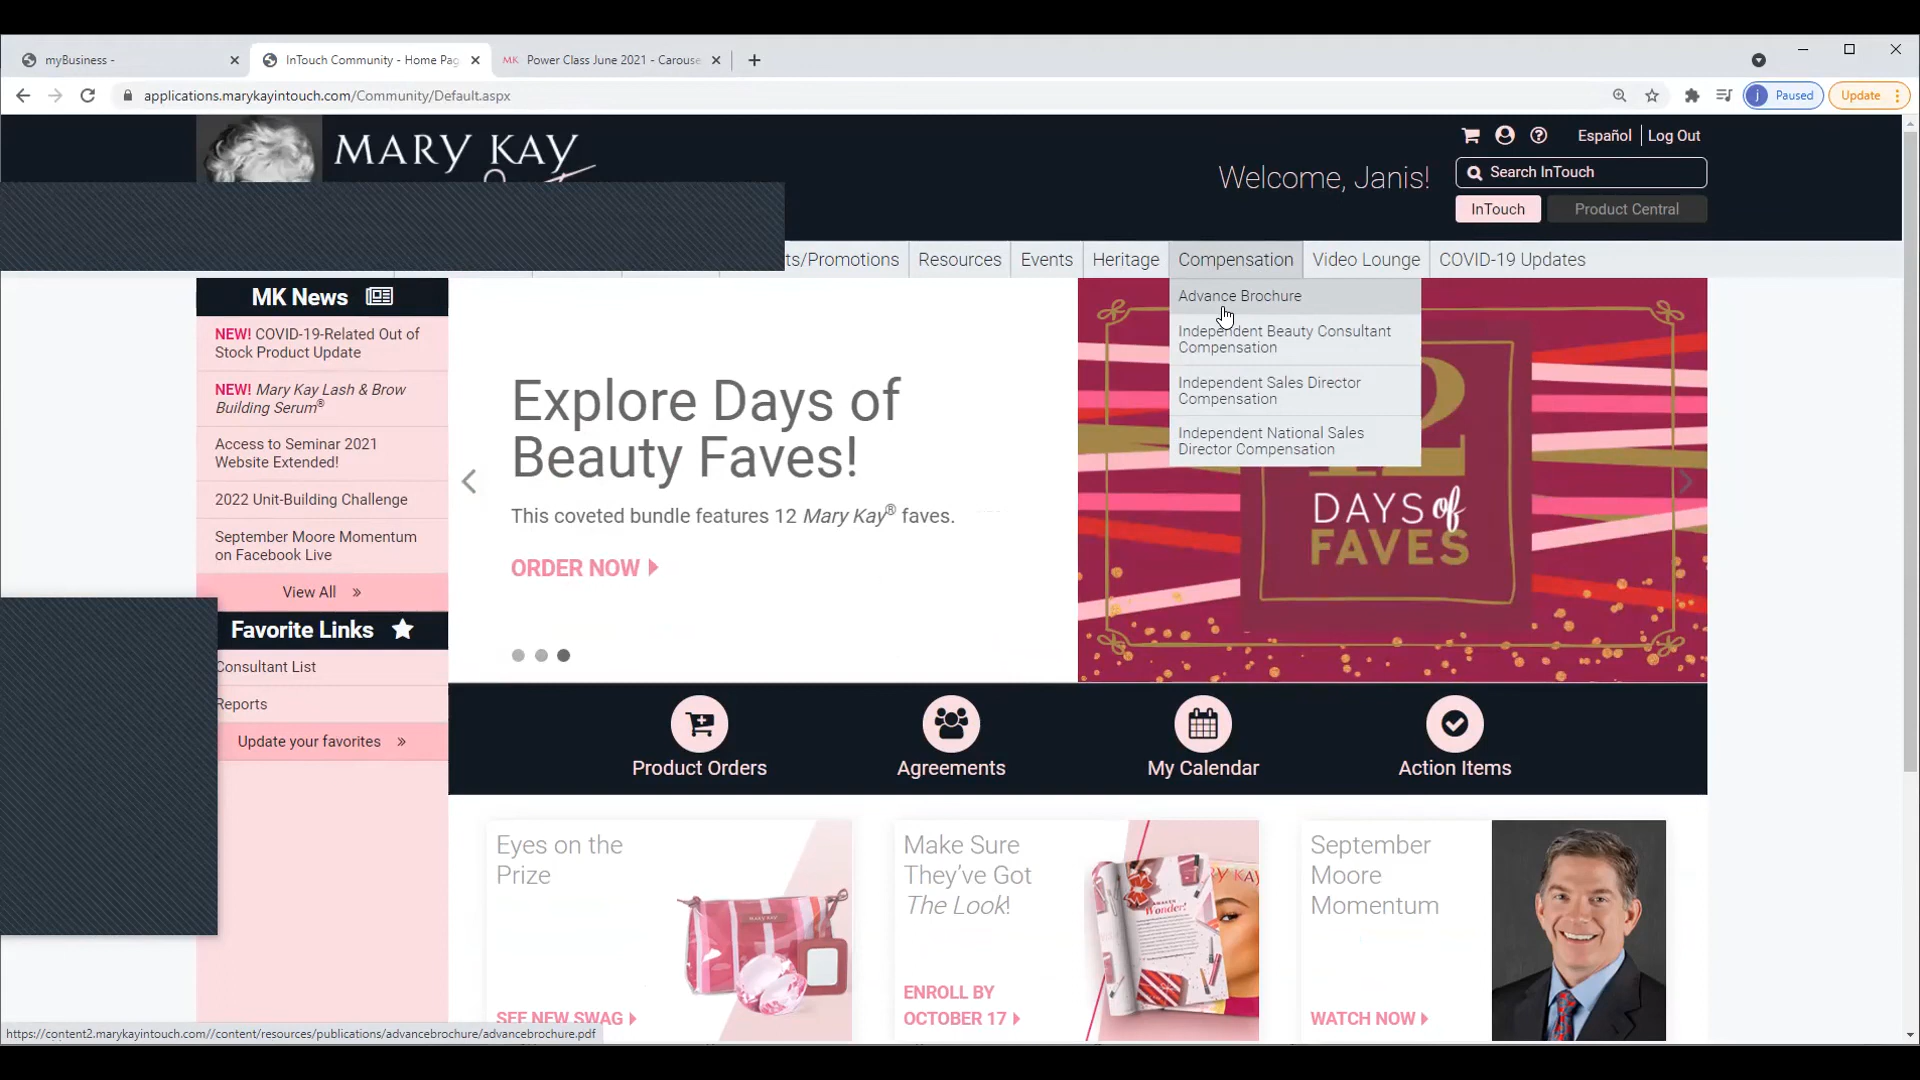 myBusiness -
InTouch Community - Home Pag
MK Power Class June 2021 - Carouse
applications.marykayintouch.com/Community/Default.aspx
j Paused
Update
MARY KAY
Welcome, Janis!
Español | Log Out
Search InTouch
InTouch
Product Central
ts/Promotions
Resources
Events
Heritage
Compensation
Video Lounge
COVID-19 Updates
Advance Brochure
Independent Beauty Consultant
Compensation
Independent Sales Director
Compensation
Independent National Sales
Director Compensation
MK News
NEW! COVID-19-Related Out of
Stock Product Update
NEW! Mary Kay Lash & Brow
Building Serum®
Access to Seminar 2021
Website Extended!
2022 Unit-Building Challenge
September Moore Momentum
on Facebook Live
View All »
Favorite Links
Consultant List
Reports
Update your favorites »
Explore Days of
Beauty Faves!
This coveted bundle features 12 Mary Kay® faves.
ORDER NOW
12
DAYS of
FAVES
Product Orders
Agreements
My Calendar
Action Items
Eyes on the
Prize
SEE NEW SWAG
Make Sure
They've Got
The Look!
ENROLL BY
OCTOBER 17
September
Moore
Momentum
WATCH NOW
https://content2.marykayintouch.com//content/resources/publications/advancebrochure/advancebrochure.pdf